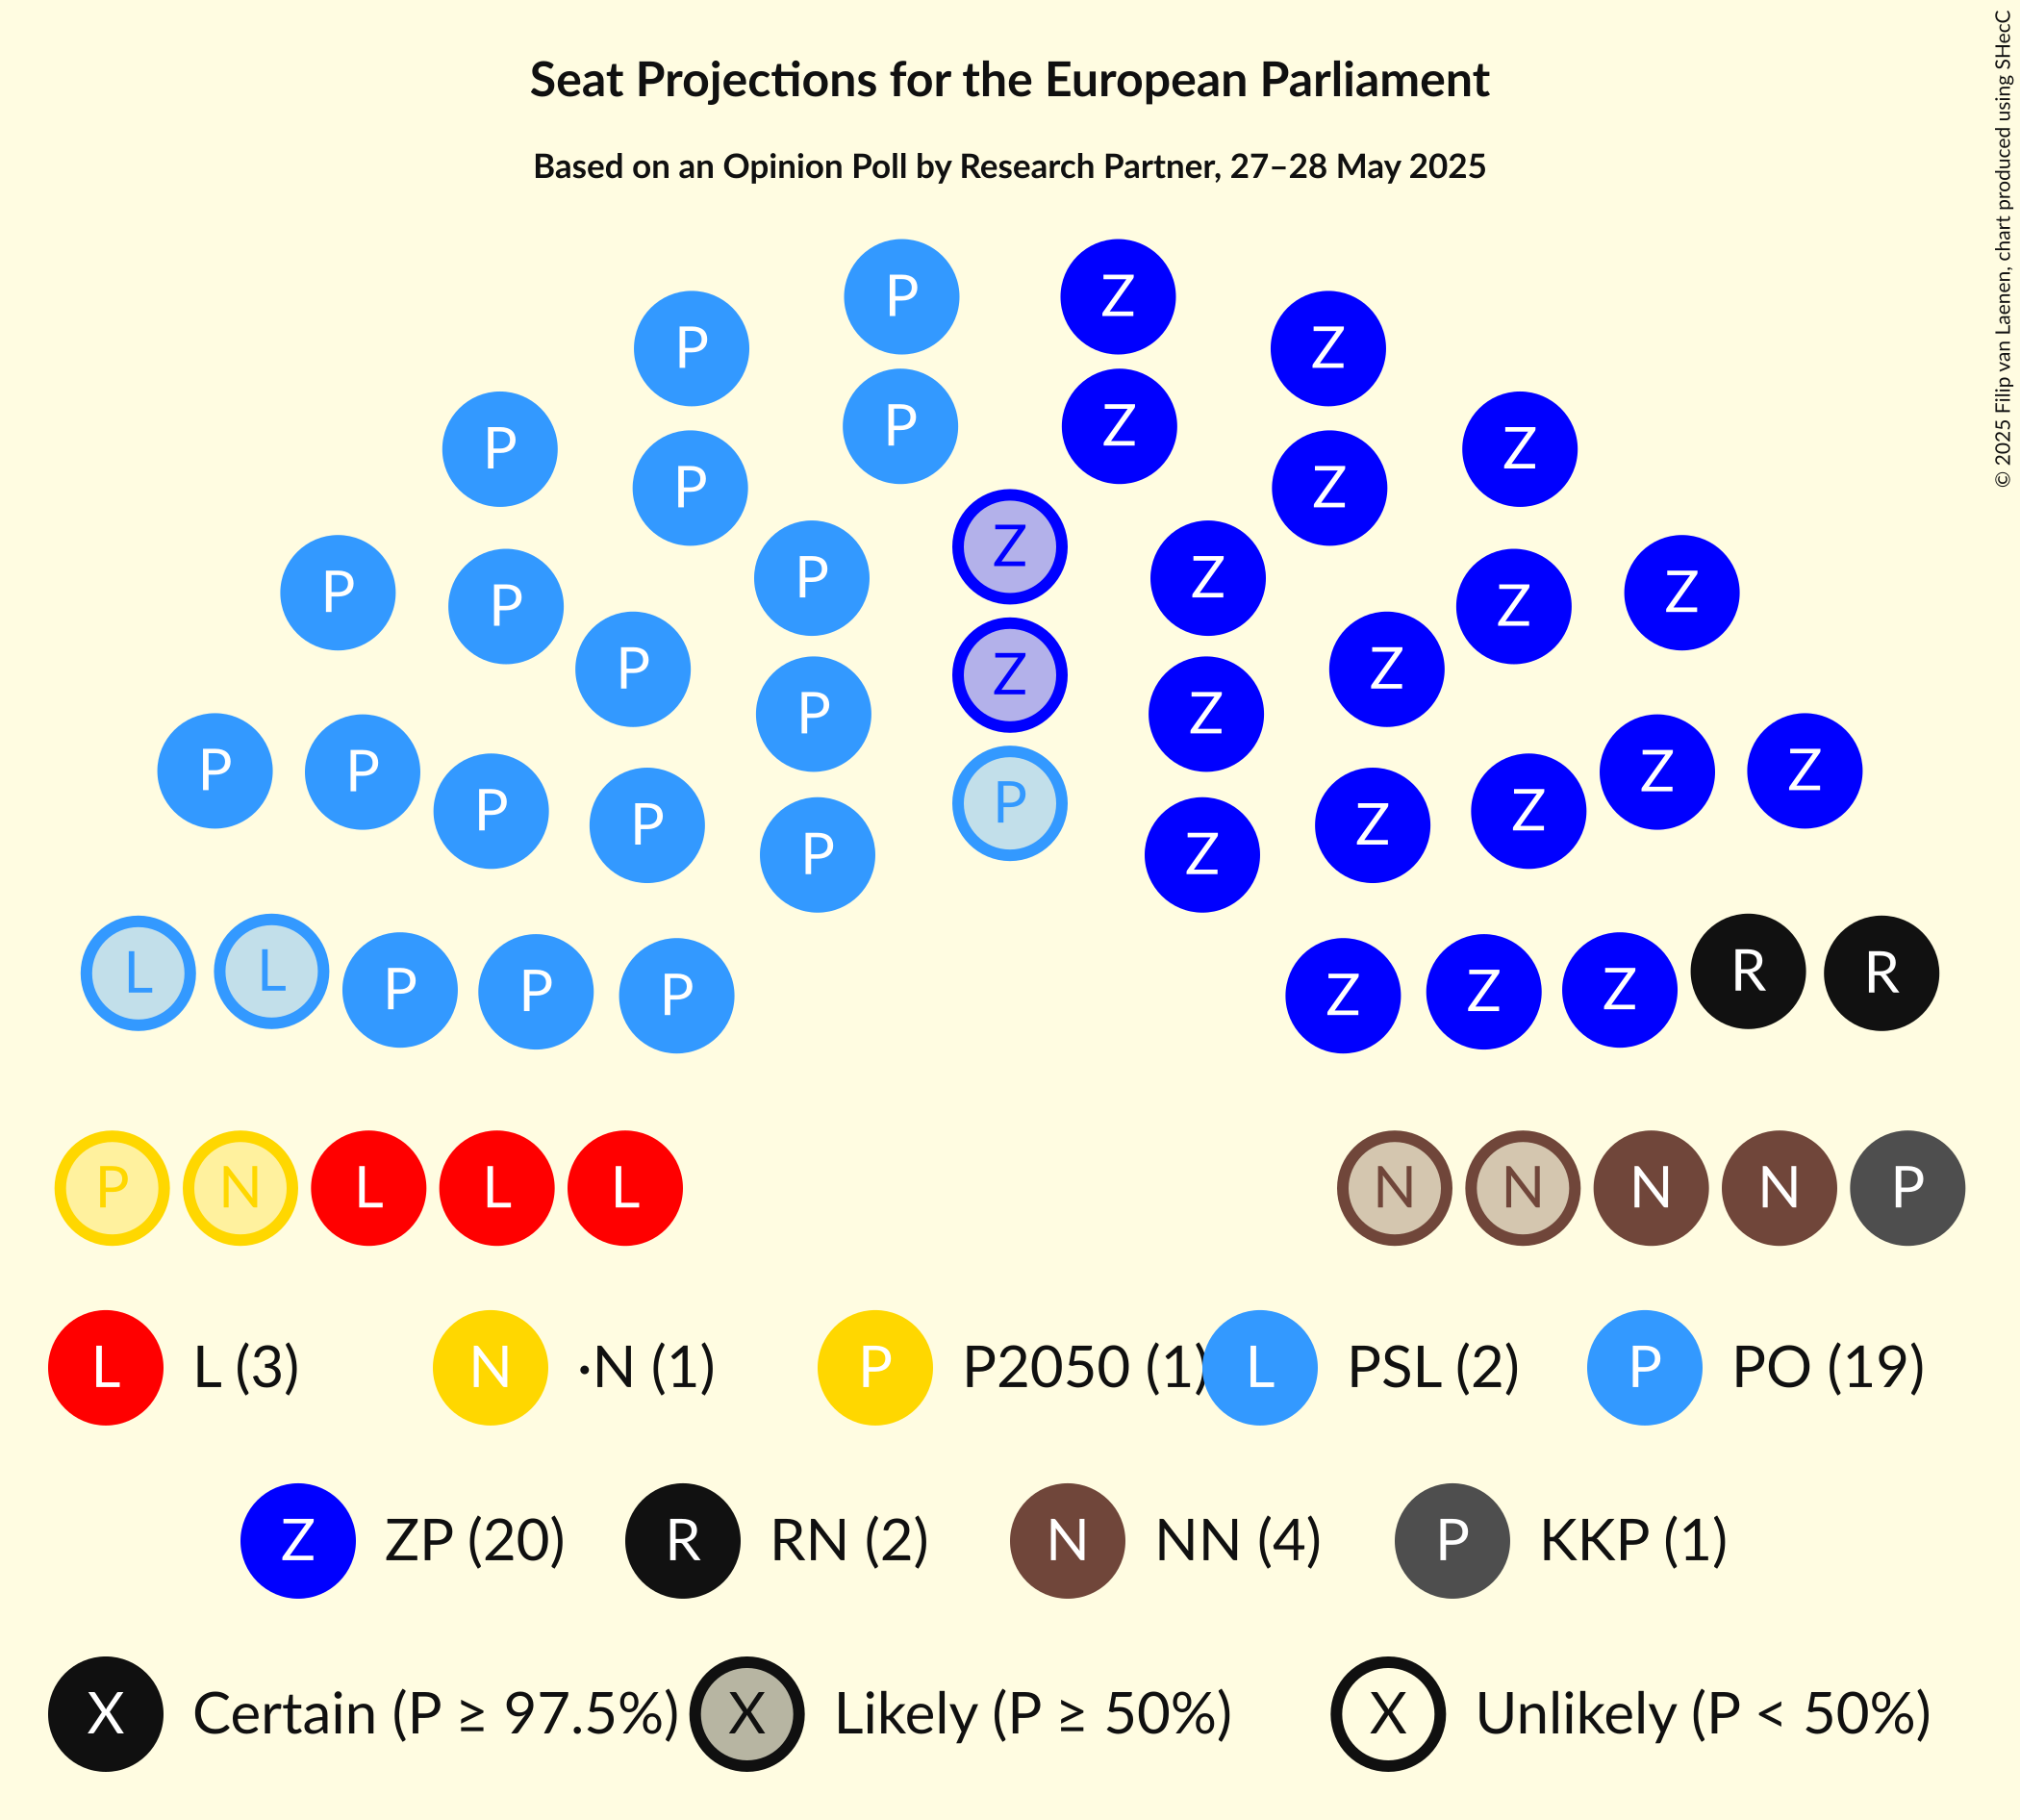 Seat Projections for the European Parliament
Based on an Opinion Poll by Research Partner, 27–28 May 2025
© 2025 Filip van Laenen, chart produced using SHecC
P Z
P Z
P Z
P Z
P Z
P Z
Z
P Z
P Z
P Z
P Z
Z
P Z
P Z
P Z
P
P Z
P Z
P Z
L R
L R
P Z
P Z
P Z
P N L L L N N N N P
L L (3) N ·N (1) P P2050 (1) L PSL (2) P PO (19)
Z ZP (20) R RN (2) N NN (4) P KKP (1)
X Certain (P ≥ 97.5%) X Likely (P ≥ 50%) X Unlikely (P < 50%)